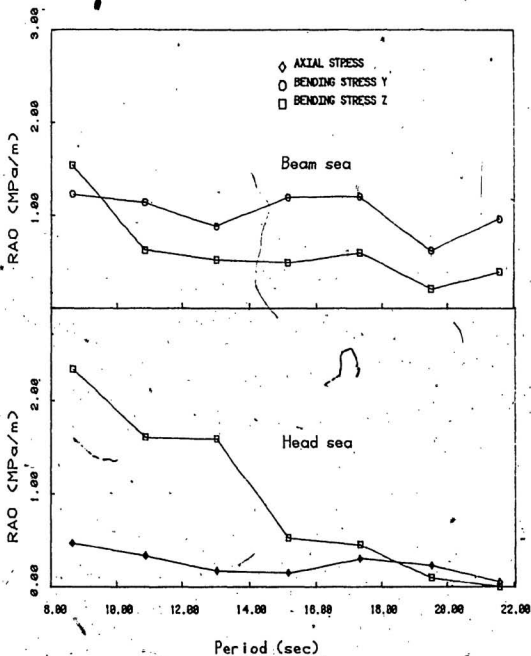 3.00
2.00
1.00
RAO (MPa/m)
◇ AXIAL STRESS
○ BENDING STRESS Y
□ BENDING STRESS Z
Beam sea
2.00
1.00
0.00
RAO (MPa/m)
Head sea
8.00 10.00 12.00 14.00 16.00 18.00 20.00 22.00
Period (sec)